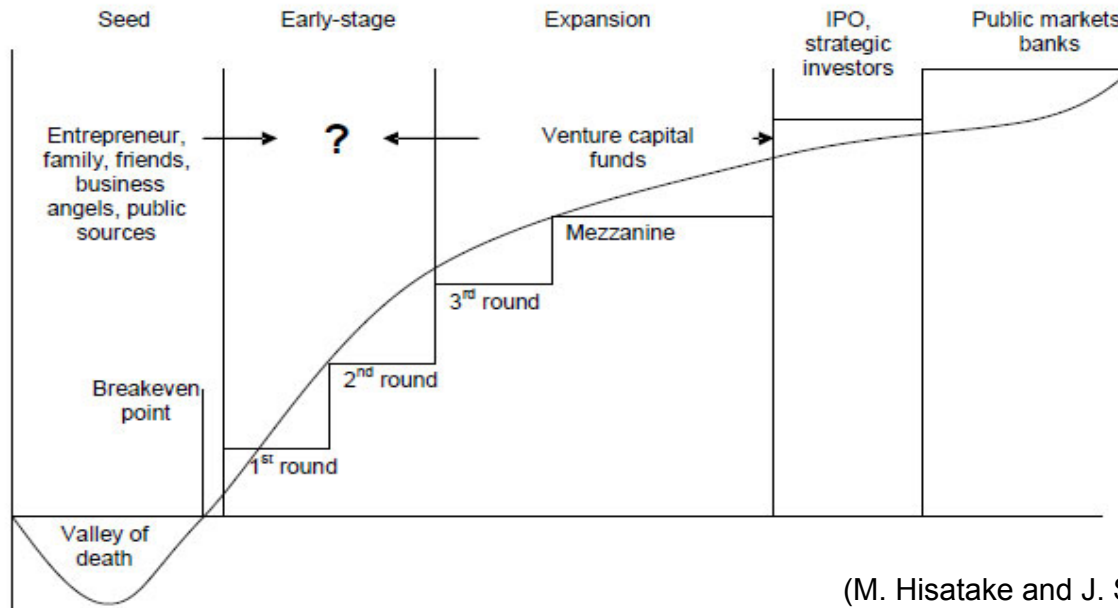 Seed
Early-stage
Expansion
IPO,
strategic
investors
Public markets
banks
Entrepreneur,
family, friends,
business
angels, public
sources
?
Venture capital
funds
Mezzanine
3rd round
2nd round
Breakeven
point
1st round
Valley of
death
(M. Hisatake and J.